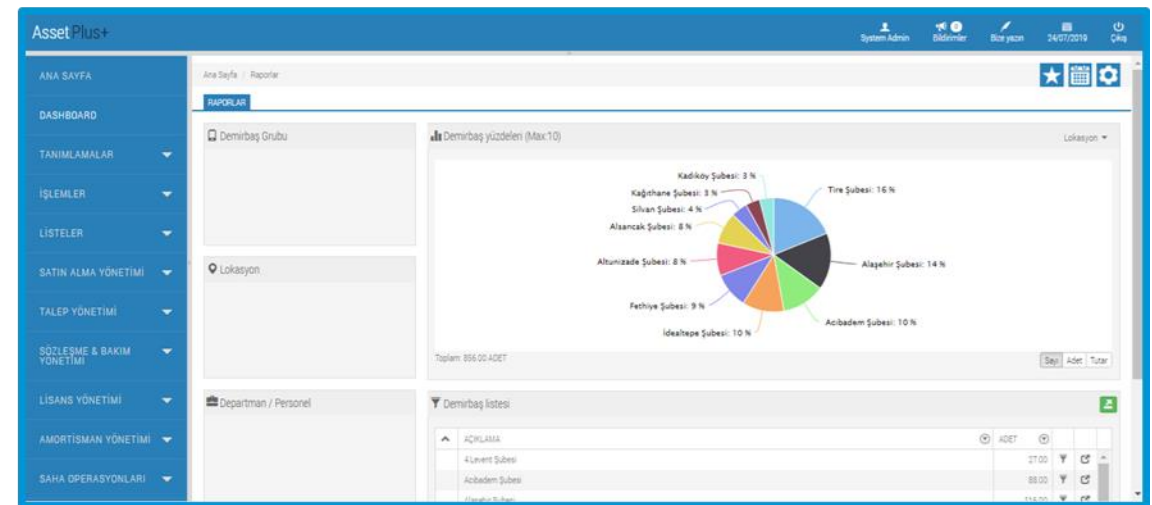 AssetPlus+
System Admin
Bildirimler
Bize yazın
24/07/2019
Çıkış
ANA SAYFA
DASHBOARD
TANIMLAMALAR
İŞLEMLER
LİSTELER
SATIN ALMA YÖNETİMİ
TALEP YÖNETİMİ
SÖZLEŞME & BAKIM
YÖNETİMİ
LİSANS YÖNETİMİ
AMORTİSMAN YÖNETİMİ
SAHA OPERASYONLARI
Ana Sayfa / Raporlar
RAPORLAR
Demirbaş Grubu
Lokasyon
Departman / Personel
Demirbaş yüzdeleri (Max:10)
Lokasyon
Kadıköy Şubesi: 3 %
Kağıthane Şubesi: 3 %
Silvan Şubesi: 4 %
Alsancak Şubesi: 8 %
Altunizade Şubesi: 8 %
Fethiye Şubesi: 9 %
İdealtepe Şubesi: 10 %
Tire Şubesi: 16 %
Alaşehir Şubesi: 14 %
Acıbadem Şubesi: 10 %
Toplam: 856.00 ADET
Sayı Adet Tutar
Demirbaş listesi
AÇIKLAMA ADET
4.Levent Şubesi 27.00
Acıbadem Şubesi 88.00